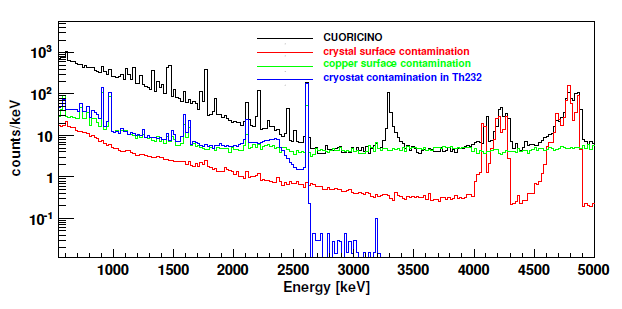 CUORICINO
crystal surface contamination
copper surface contamination
cryostat contamination in Th232
counts/keV
10³
10²
10
1
10⁻¹
1000 1500 2000 2500 3000 3500 4000 4500 5000
Energy [keV]